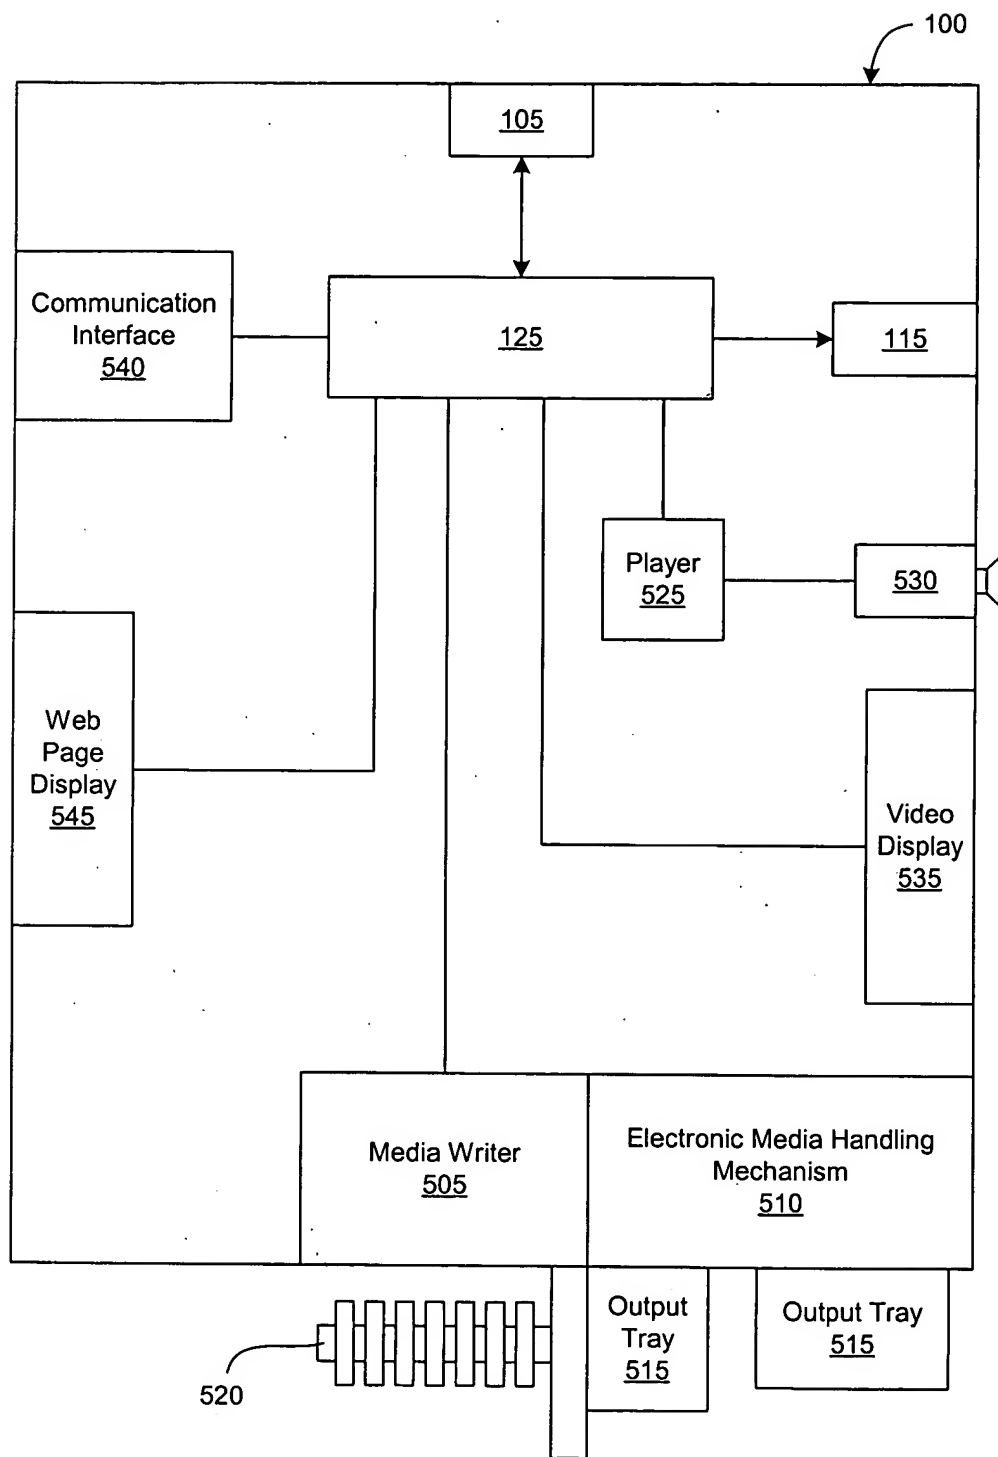 100
105
Communication
Interface
540
125
115
Player
525
530
Web
Page
Display
545
Video
Display
535
Media Writer
505
Electronic Media Handling
Mechanism
510
Output
Tray
515
Output Tray
515
520